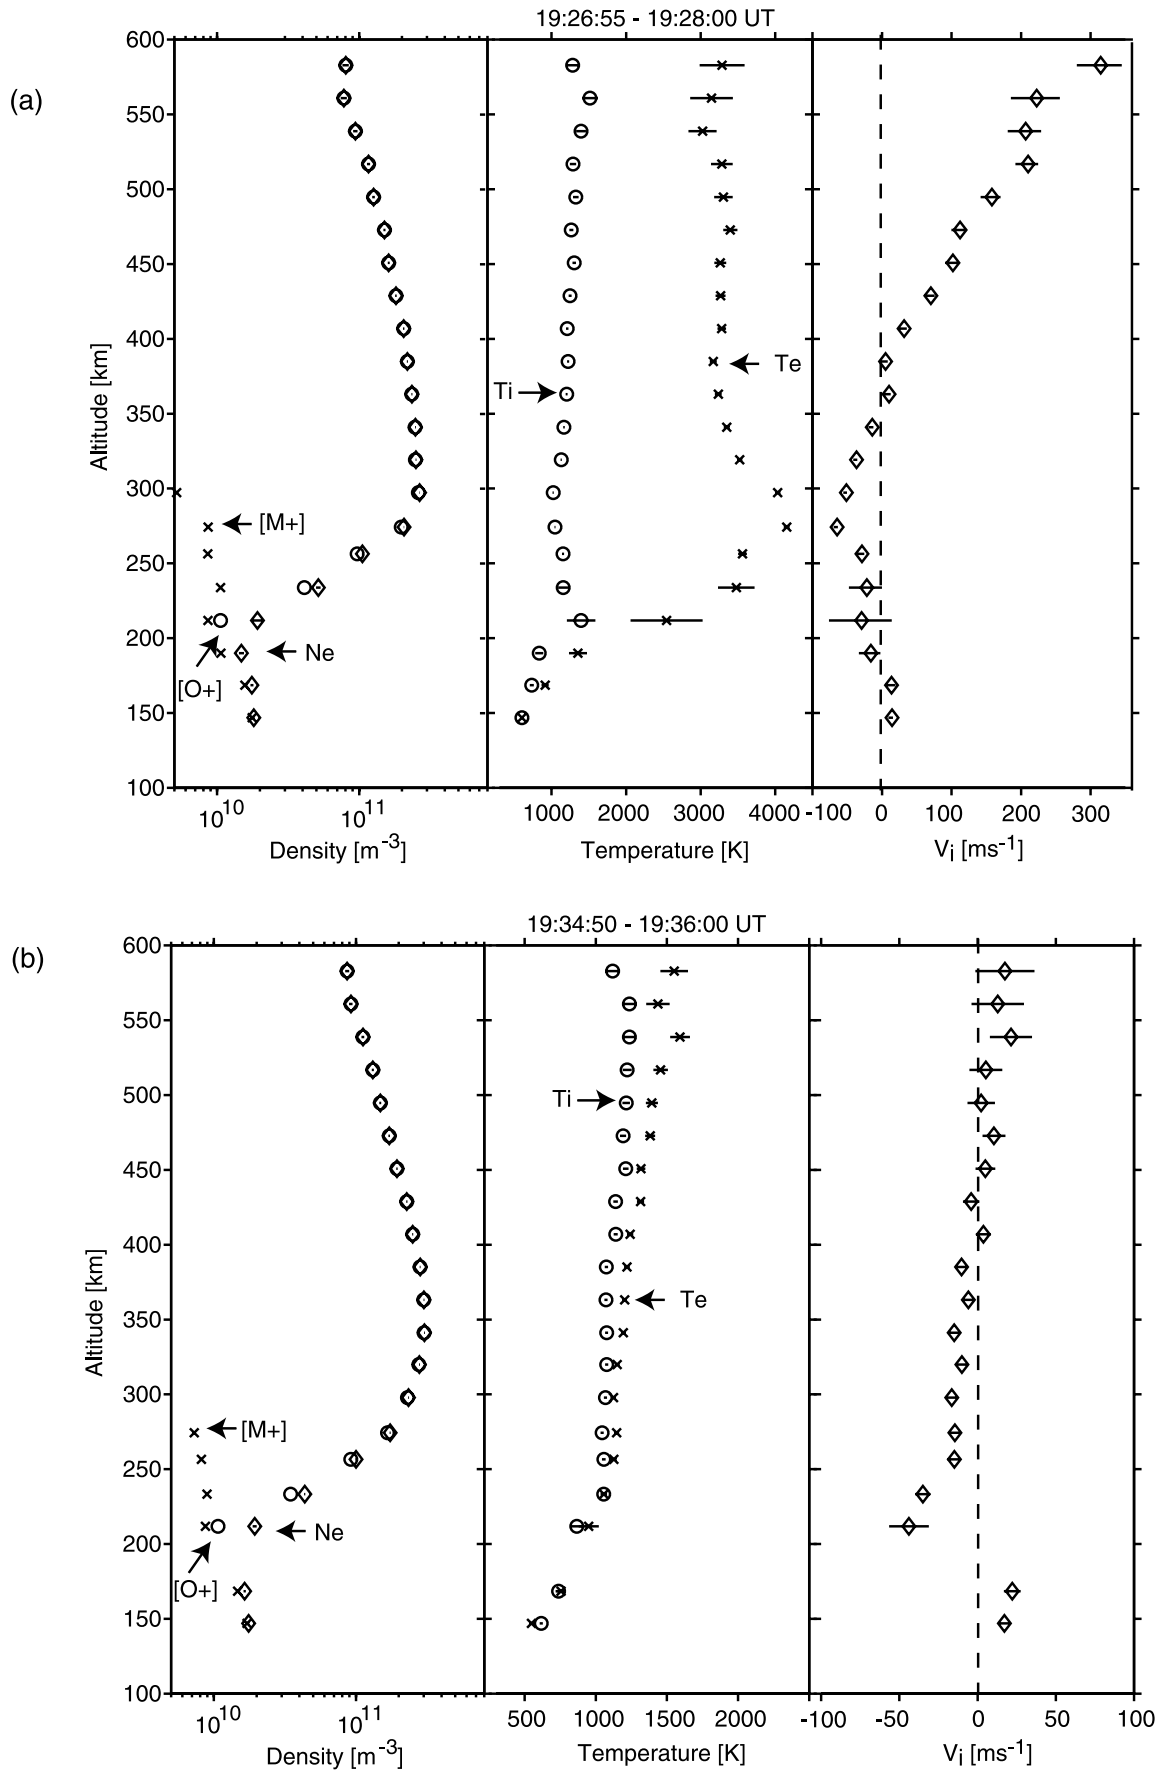 19:26:55 - 19:28:00 UT
(a)
600
550
500
450
400
350
300
250
200
150
100
Altitude [km]
[M+]
[O+]
Ne
Ti
Te
10^10 10^11
Density [m^-3]
1000 2000 3000 4000
Temperature [K]
-100 0 100 200 300
Vi [ms^-1]
19:34:50 - 19:36:00 UT
(b)
600
550
500
450
400
350
300
250
200
150
100
Altitude [km]
[M+]
[O+]
Ne
Ti
Te
10^10 10^11
Density [m^-3]
500 1000 1500 2000
Temperature [K]
-100 -50 0 50 100
Vi [ms^-1]